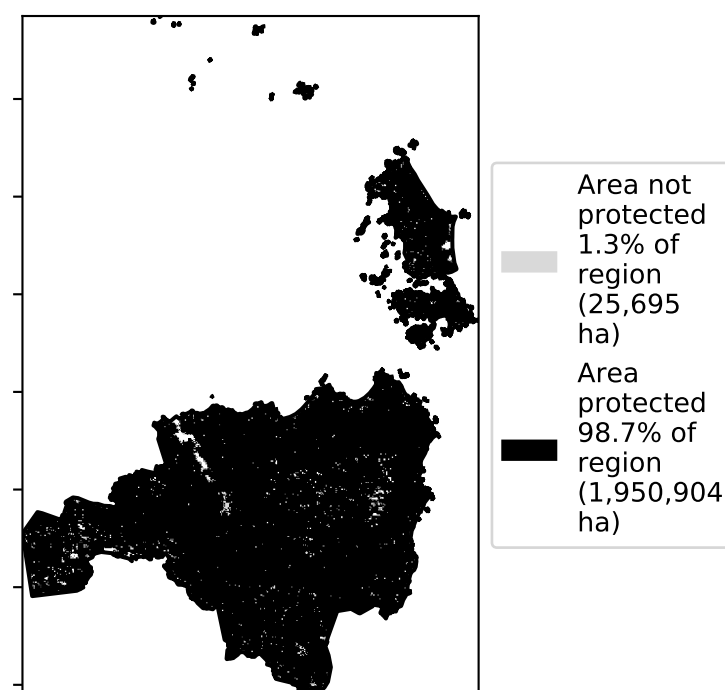 Area not
protected
1.3% of
region
(25,695
ha)
Area
protected
98.7% of
region
(1,950,904
ha)